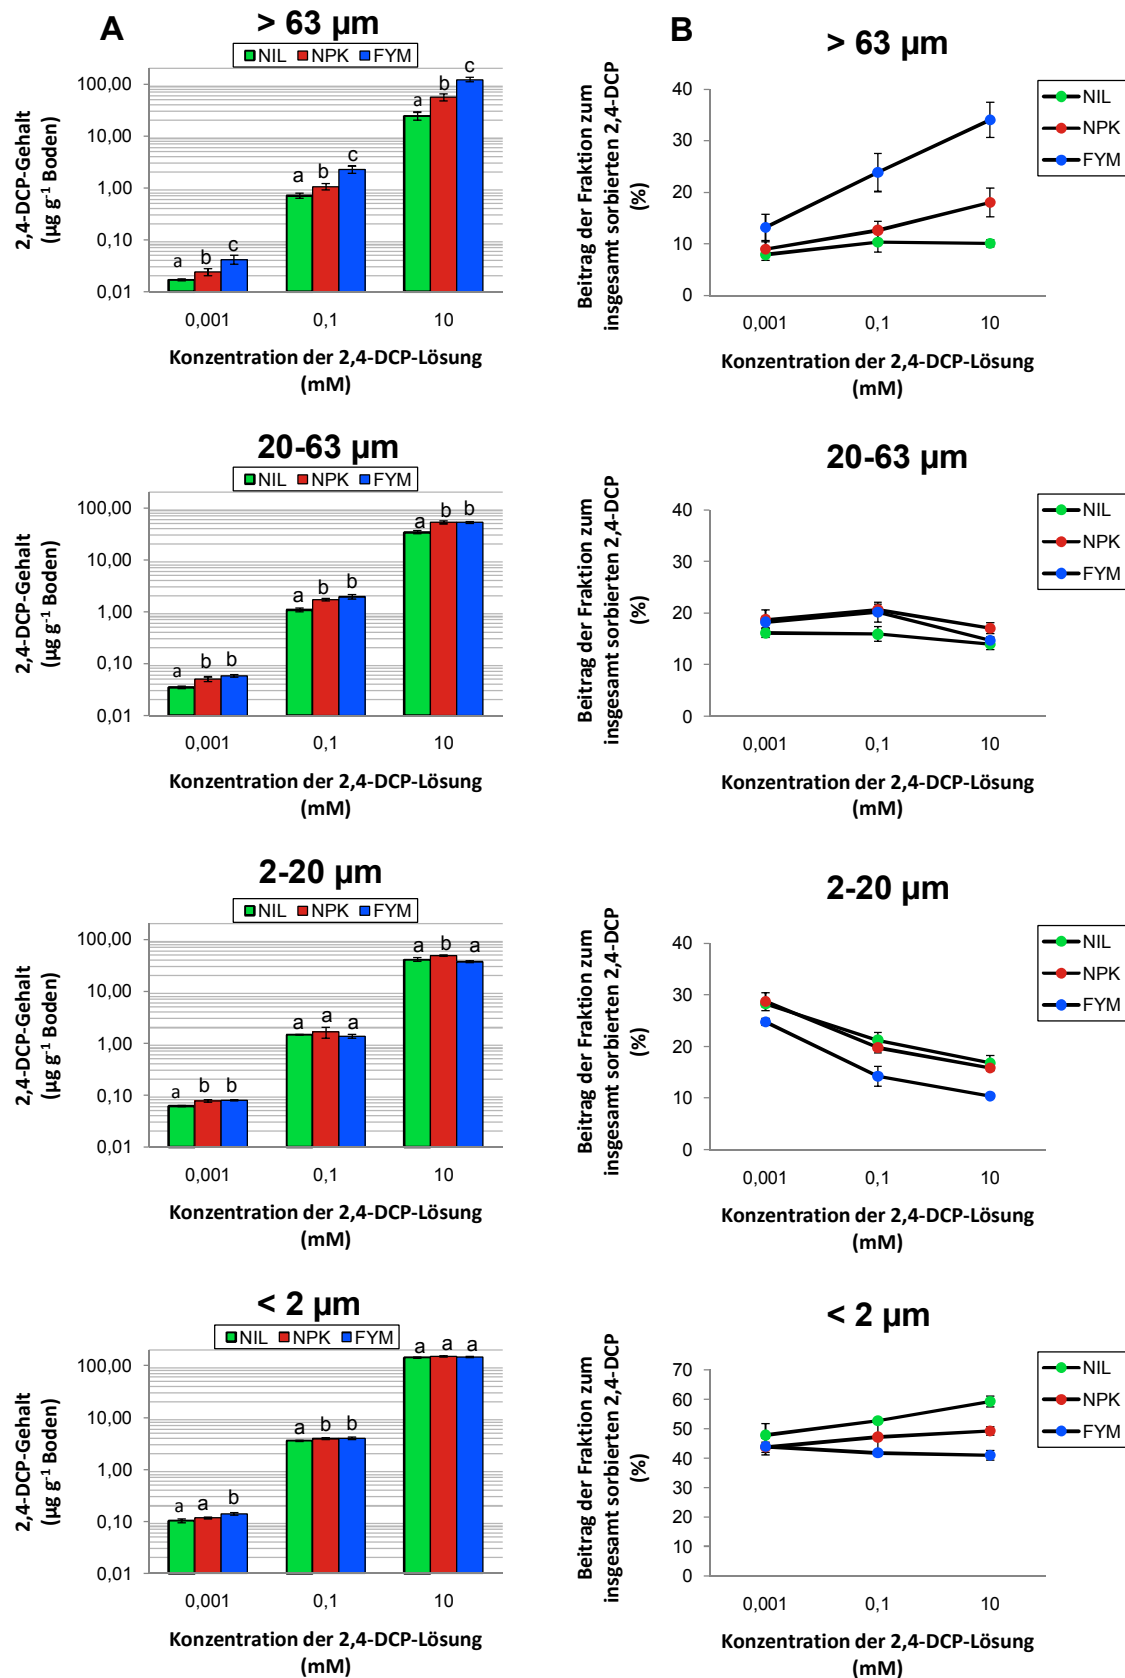 A
> 63 µm
NIL NPK FYM
2,4-DCP-Gehalt
(µg g⁻¹ Boden)
100,00
10,00
1,00
0,10
0,01
a b c
a b c
a b c
0,001 0,1 10
Konzentration der 2,4-DCP-Lösung
(mM)
B
> 63 µm
Beitrag der Fraktion zum
insgesamt sorbierten 2,4-DCP
(%)
40
30
20
10
0
NIL
NPK
FYM
0,001 0,1 10
Konzentration der 2,4-DCP-Lösung
(mM)
20-63 µm
NIL NPK FYM
2,4-DCP-Gehalt
(µg g⁻¹ Boden)
100,00
10,00
1,00
0,10
0,01
a b b
a b b
a b b
0,001 0,1 10
Konzentration der 2,4-DCP-Lösung
(mM)
20-63 µm
Beitrag der Fraktion zum
insgesamt sorbierten 2,4-DCP
(%)
40
30
20
10
0
NIL
NPK
FYM
0,001 0,1 10
Konzentration der 2,4-DCP-Lösung
(mM)
2-20 µm
NIL NPK FYM
2,4-DCP-Gehalt
(µg g⁻¹ Boden)
100,00
10,00
1,00
0,10
0,01
a b b
a a a
a b a
0,001 0,1 10
Konzentration der 2,4-DCP-Lösung
(mM)
2-20 µm
Beitrag der Fraktion zum
insgesamt sorbierten 2,4-DCP
(%)
40
30
20
10
0
NIL
NPK
FYM
0,001 0,1 10
Konzentration der 2,4-DCP-Lösung
(mM)
< 2 µm
NIL NPK FYM
2,4-DCP-Gehalt
(µg g⁻¹ Boden)
100,00
10,00
1,00
0,10
0,01
a a b
a b b
a a a
0,001 0,1 10
Konzentration der 2,4-DCP-Lösung
(mM)
< 2 µm
Beitrag der Fraktion zum
insgesamt sorbierten 2,4-DCP
(%)
70
60
50
40
30
20
10
0
NIL
NPK
FYM
0,001 0,1 10
Konzentration der 2,4-DCP-Lösung
(mM)